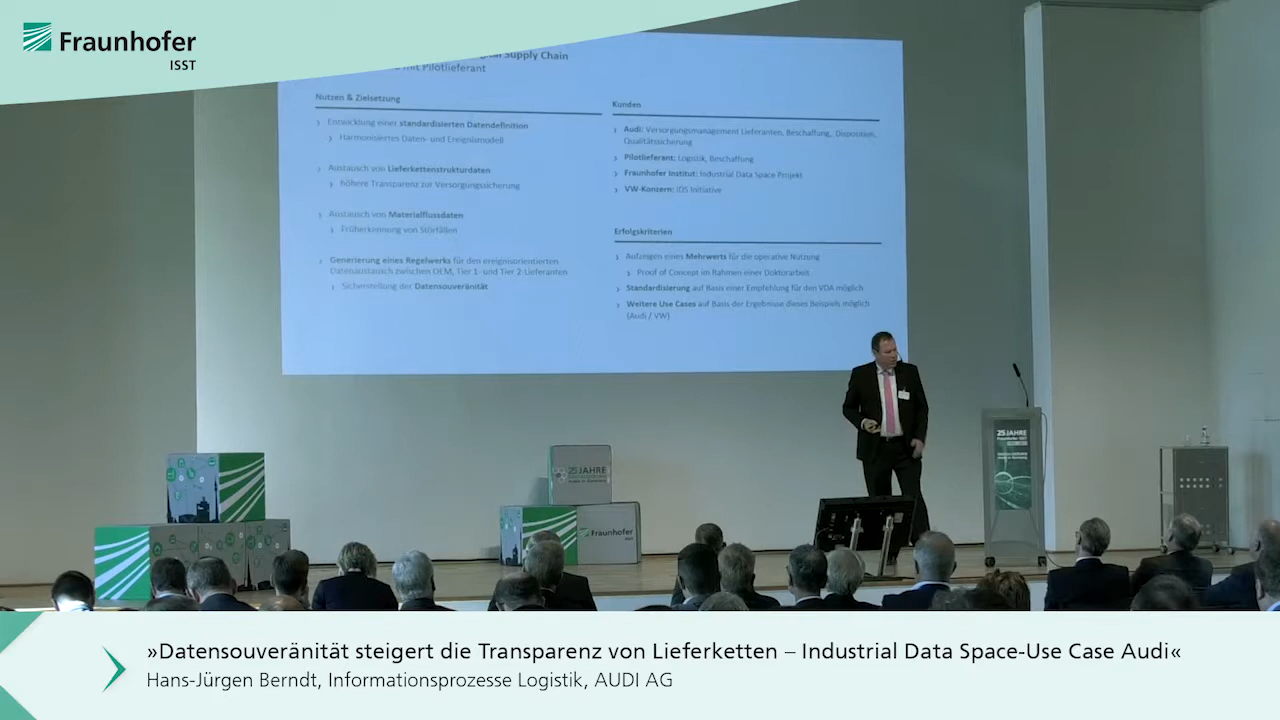 Fraunhofer
ISST
Supply Chain
mit Pilotlieferant
Nutzen & Zielsetzung
Entwicklung einer standardisierten Datendefinition
Harmonisiertes Daten- und Ereignismodell
Austausch von Lieferkettenstrukturdaten
höhere Transparenz zur Versorgungssicherung
Austausch von Materialflussdaten
Früherkennung von Störfällen
Generierung eines Regelwerks für den ereignisorientierten
Datenaustausch zwischen OEM, Tier 1- und Tier 2-Lieferanten
Sicherstellung der Datensouveränität
Kunden
Audi: Versorgungsmanagement Lieferanten, Beschaffung, Disposition,
Qualitätssicherung
Pilotlieferant: Logistik, Beschaffung
Fraunhofer Institut: Industrial Data Space Projekt
VW-Konzern: IDS Initiative
Erfolgskriterien
Aufzeigen eines Mehrwerts für die operative Nutzung
Proof of Concept im Rahmen einer Doktorarbeit
Standardisierung auf Basis einer Empfehlung für den VDA möglich
Weitere Use Cases auf Basis der Ergebnisse dieses Beispiels möglich
(Audi / VW)
25 JAHRE
Fraunhofer ISST
25 JAHRE
Fraunhofer
ISST
»Datensouveränität steigert die Transparenz von Lieferketten – Industrial Data Space-Use Case Audi«
Hans-Jürgen Berndt, Informationsprozesse Logistik, AUDI AG